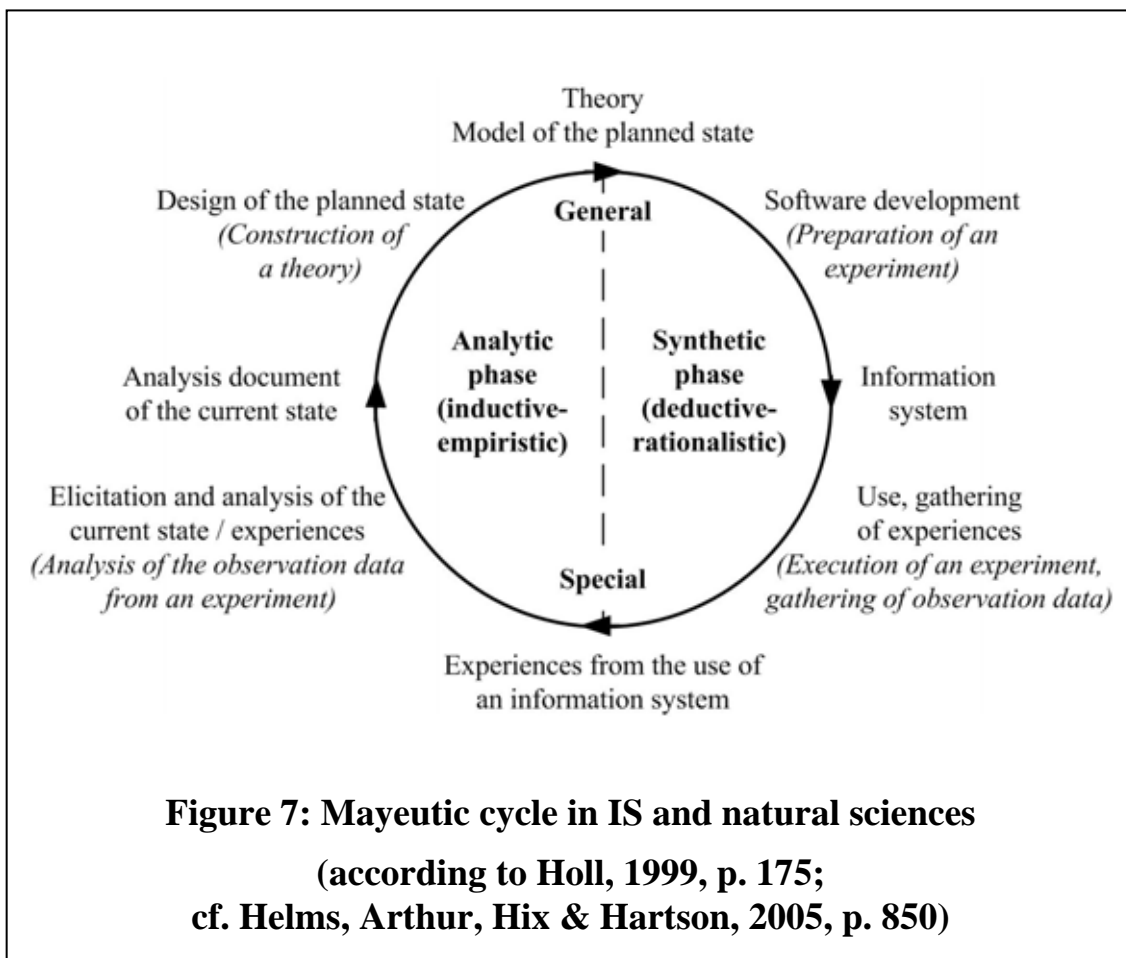 Theory
Model of the planned state
Design of the planned state
(Construction of
a theory)
General
Software development
(Preparation of an
experiment)
Analysis document
of the current state
Analytic
phase
(inductive-
empiristic)
Synthetic
phase
(deductive-
rationalistic)
Information
system
Elicitation and analysis of the
current state / experiences
(Analysis of the observation data
from an experiment)
Special
Use, gathering
of experiences
(Execution of an experiment,
gathering of observation data)
Experiences from the use of
an information system
Figure 7: Mayeutic cycle in IS and natural sciences
(according to Holl, 1999, p. 175;
cf. Helms, Arthur, Hix & Hartson, 2005, p. 850)